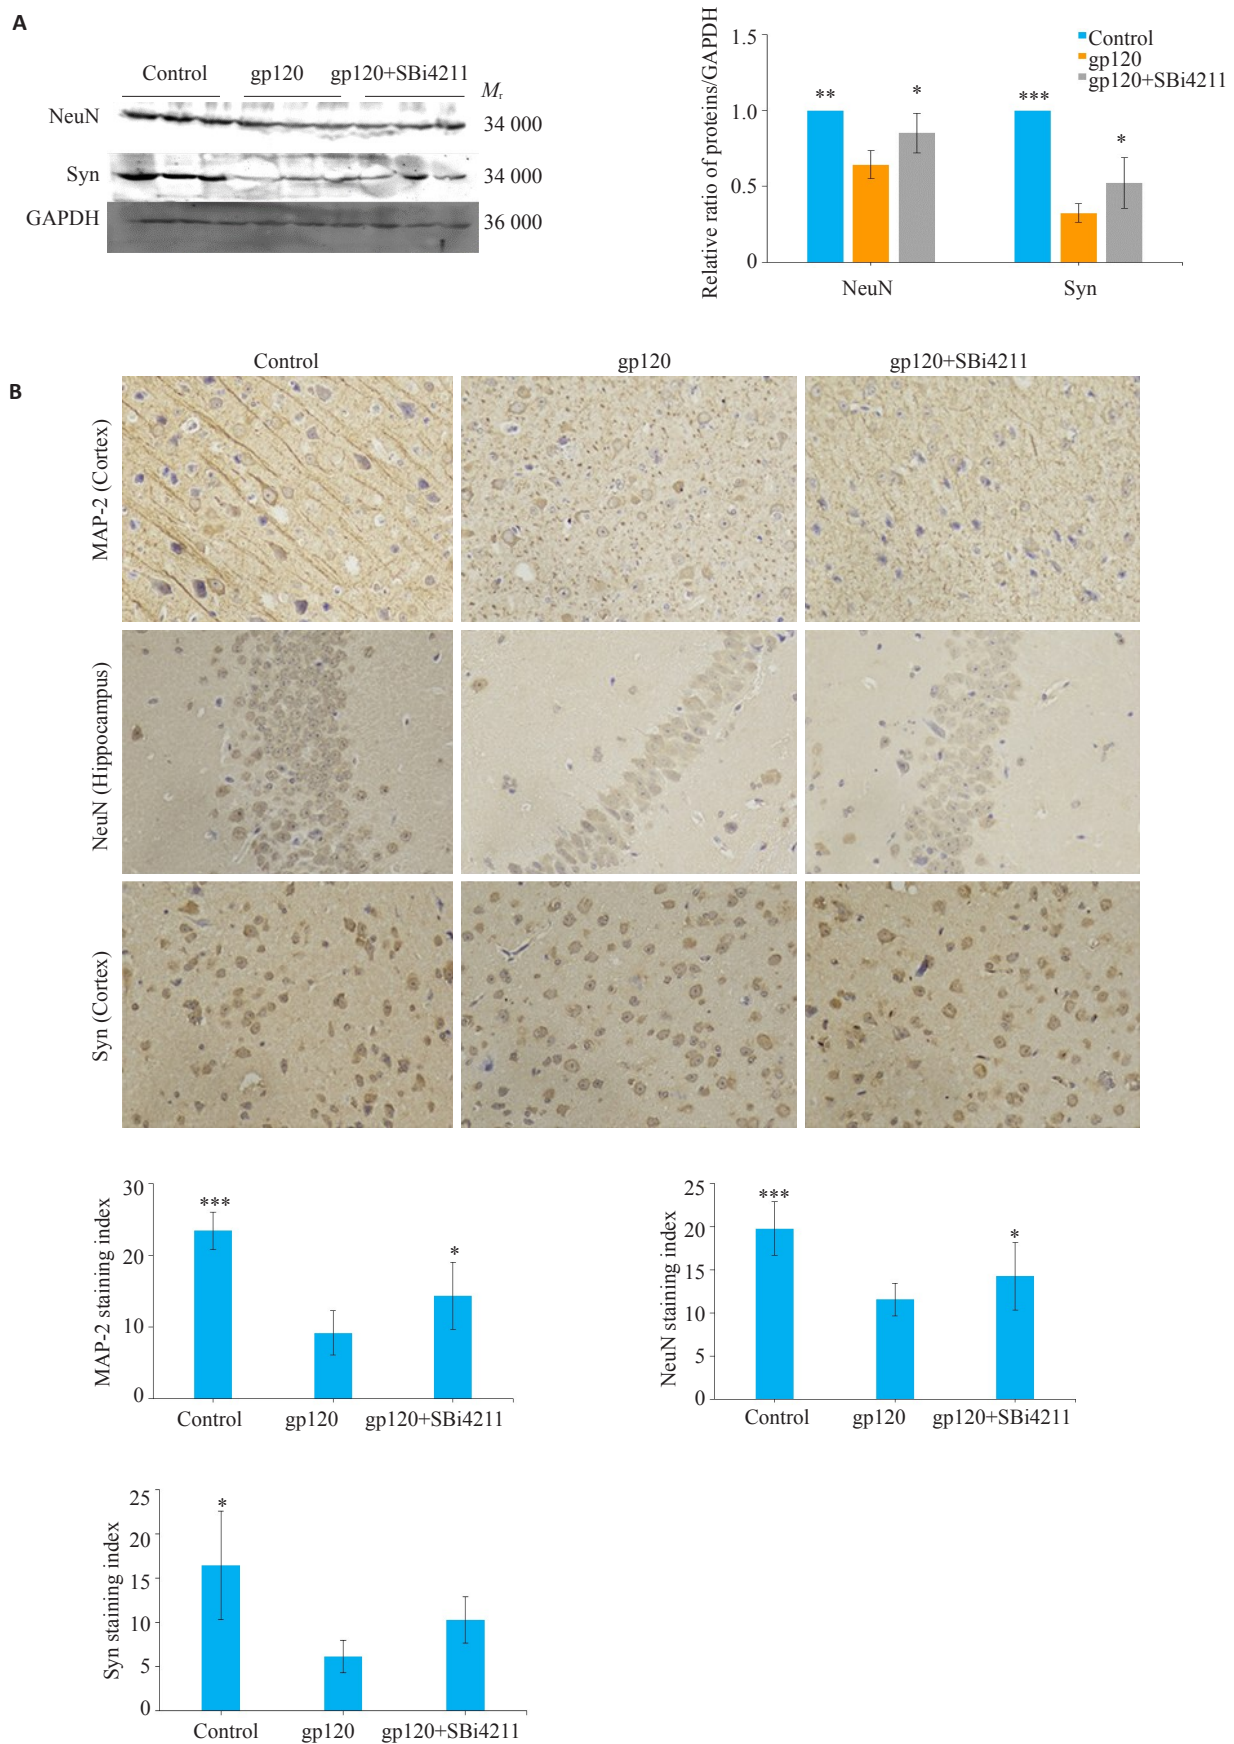 A
Control gp120 gp120+SBi4211
Mr
NeuN 34 000
Syn 34 000
GAPDH 36 000
Relative ratio of proteins/GAPDH
1.5
1.0
0.5
0
Control
gp120
gp120+SBi4211
** * *** *
NeuN Syn
B
Control gp120 gp120+SBi4211
MAP-2 (Cortex)
NeuN (Hippocampus)
Syn (Cortex)
MAP-2 staining index
30
20
10
0
*** *
Control gp120 gp120+SBi4211
NeuN staining index
25
20
15
10
5
0
*** *
Control gp120 gp120+SBi4211
Syn staining index
25
20
15
10
5
0
*
Control gp120 gp120+SBi4211